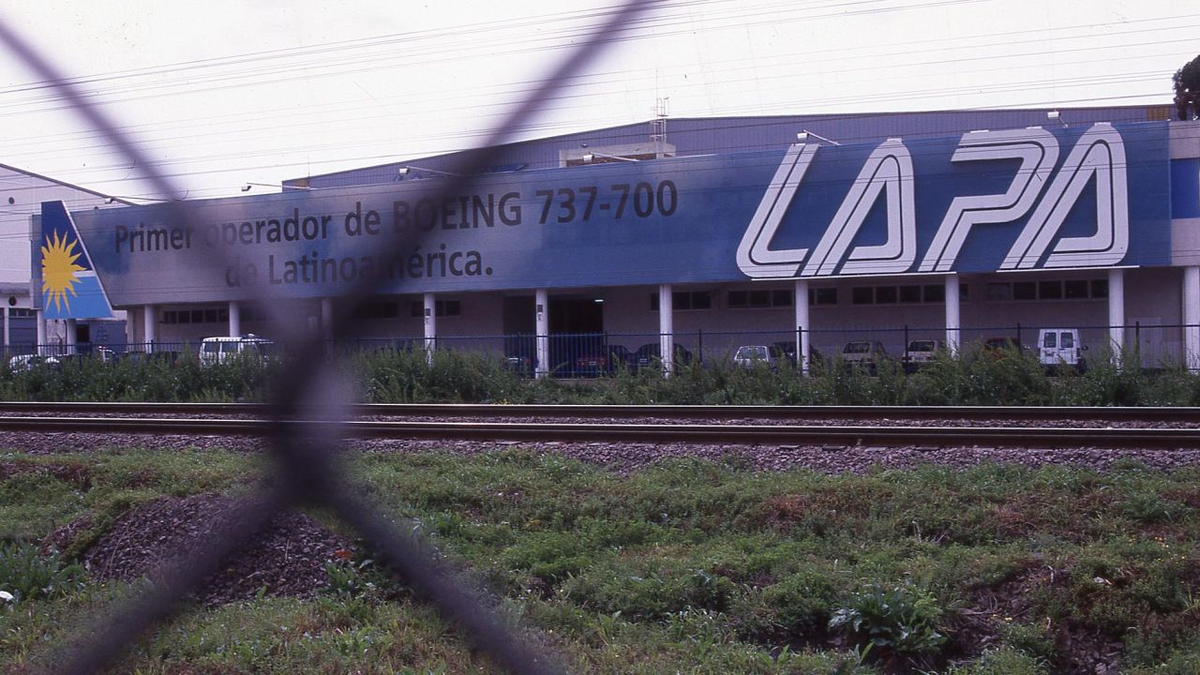 Primer operador de BOEING 737-700
de Latinoamérica.
LAPA